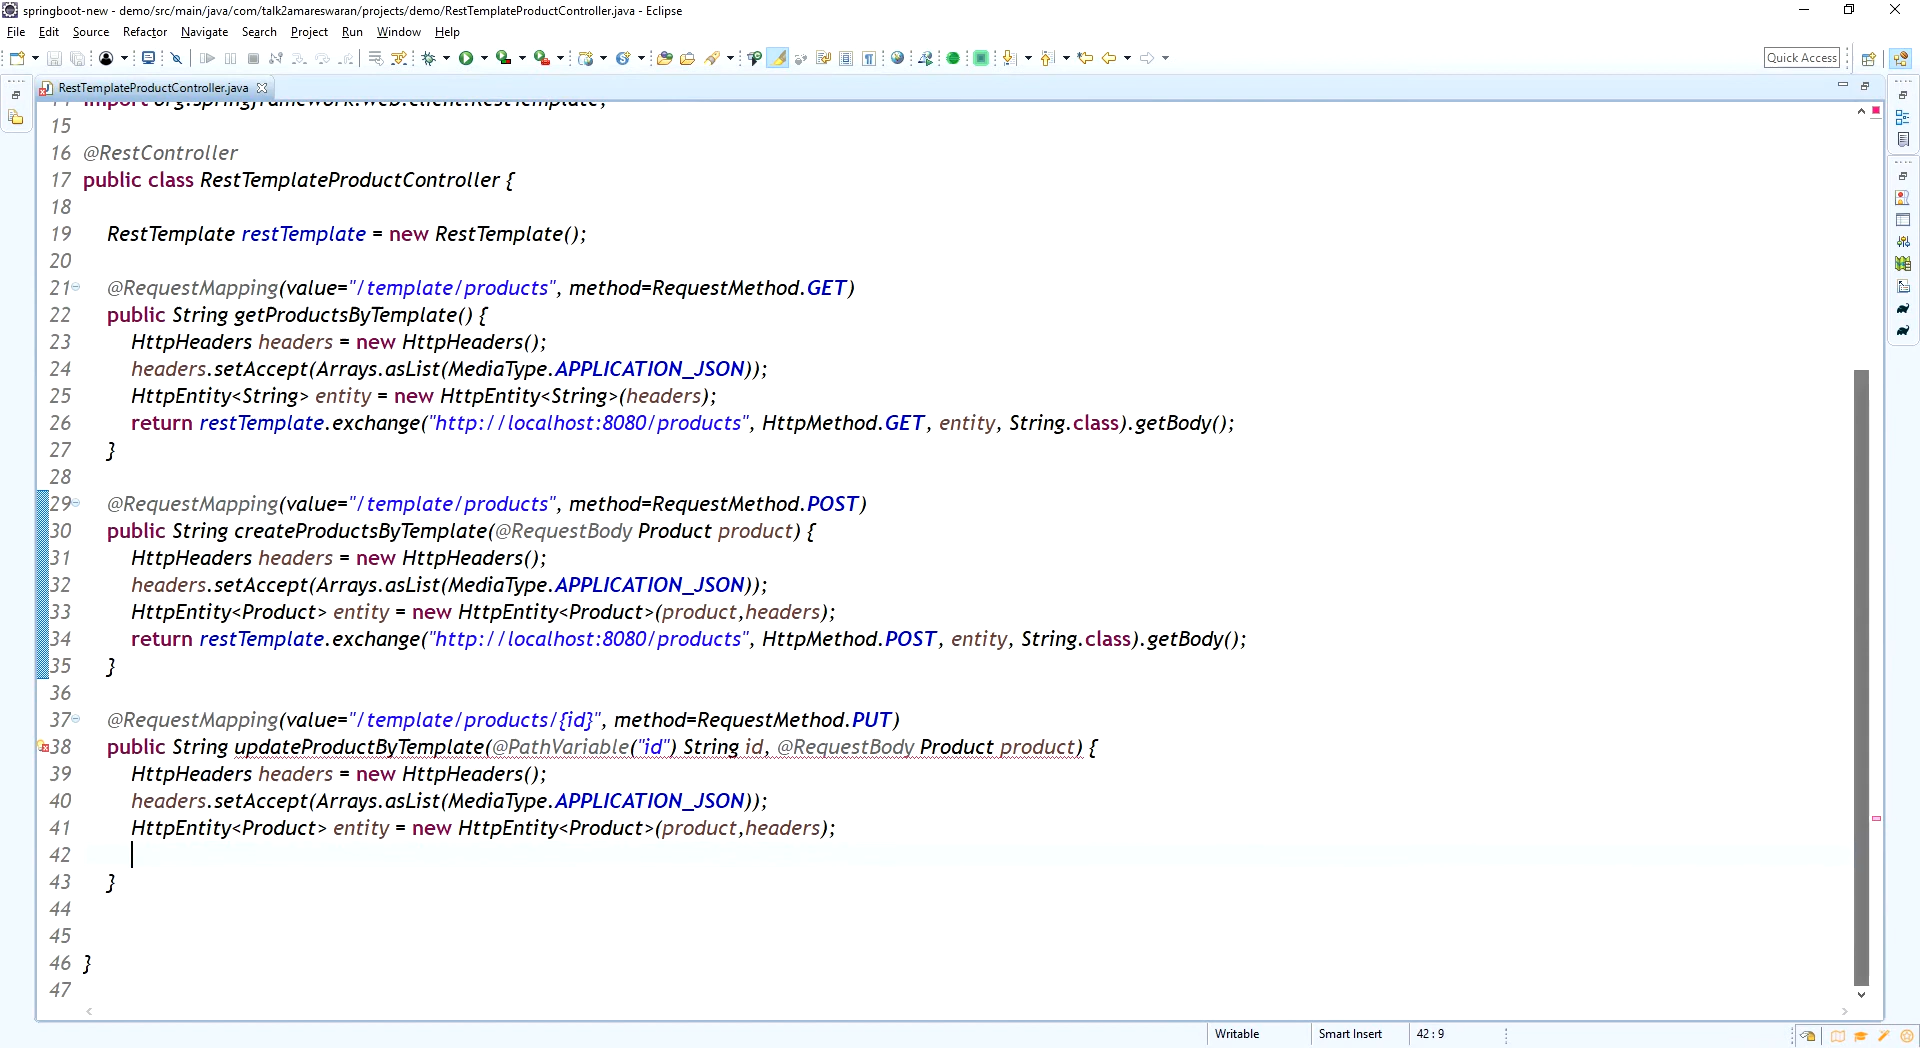 springboot-new - demo/src/main/java/com/talk2amareswaran/projects/demo/RestTemplateProductController.java - Eclipse
File Edit Source Refactor Navigate Search Project Run Window Help
Quick Access
RestTemplateProductController.java
14 import org.springframework.web.client.RestTemplate;
15
16 @RestController
17 public class RestTemplateProductController {
18
19 RestTemplate restTemplate = new RestTemplate();
20
21 @RequestMapping(value="/template/products", method=RequestMethod.GET)
22 public String getProductsByTemplate() {
23 HttpHeaders headers = new HttpHeaders();
24 headers.setAccept(Arrays.asList(MediaType.APPLICATION_JSON));
25 HttpEntity<String> entity = new HttpEntity<String>(headers);
26 return restTemplate.exchange("http://localhost:8080/products", HttpMethod.GET, entity, String.class).getBody();
27 }
28
29 @RequestMapping(value="/template/products", method=RequestMethod.POST)
30 public String createProductsByTemplate(@RequestBody Product product) {
31 HttpHeaders headers = new HttpHeaders();
32 headers.setAccept(Arrays.asList(MediaType.APPLICATION_JSON));
33 HttpEntity<Product> entity = new HttpEntity<Product>(product,headers);
34 return restTemplate.exchange("http://localhost:8080/products", HttpMethod.POST, entity, String.class).getBody();
35 }
36
37 @RequestMapping(value="/template/products/{id}", method=RequestMethod.PUT)
38 public String updateProductByTemplate(@PathVariable("id") String id, @RequestBody Product product) {
39 HttpHeaders headers = new HttpHeaders();
40 headers.setAccept(Arrays.asList(MediaType.APPLICATION_JSON));
41 HttpEntity<Product> entity = new HttpEntity<Product>(product,headers);
42
43 }
44
45
46 }
47
Writable Smart Insert 42 : 9